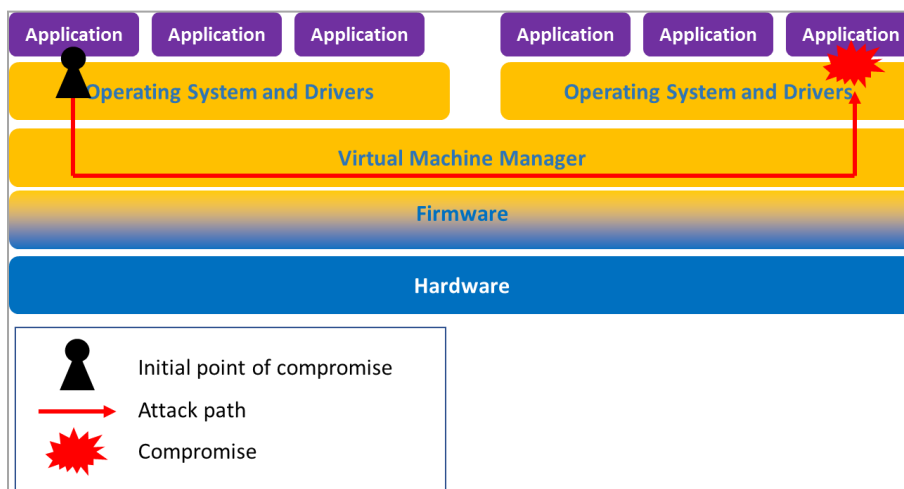 Application Application Application Application Application Application
Operating System and Drivers Operating System and Drivers
Virtual Machine Manager
Firmware
Hardware
Initial point of compromise
Attack path
Compromise